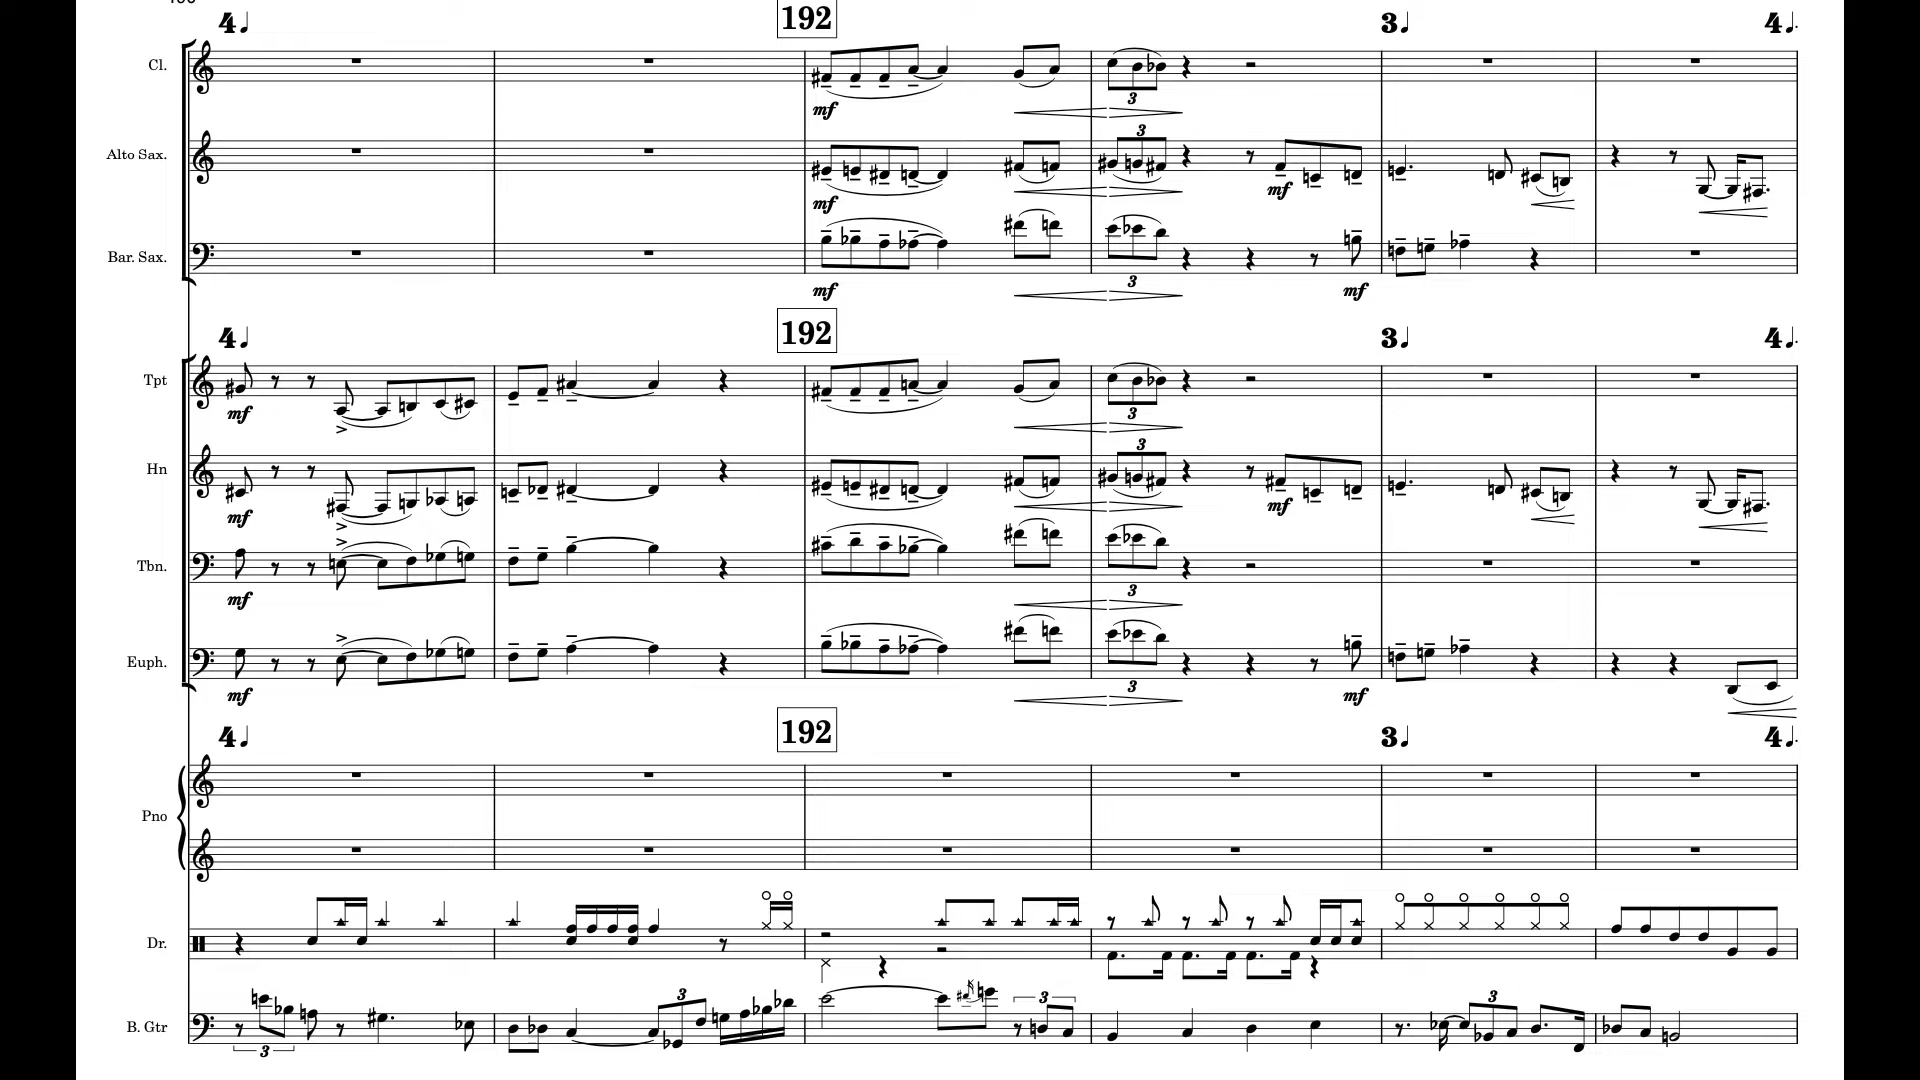 4♩ 192 3♩ 4♩.
Cl.
mf
3
Alto Sax.
3
mf
mf
Bar. Sax.
3
mf
mf
4♩ 192 3♩ 4♩.
Tpt
mf
3
Hn
3
mf
mf
Tbn.
mf
3
Euph.
mf
3
mf
4♩ 192 3♩ 4♩.
Pno
Dr.
B. Gtr
3
3
3
3